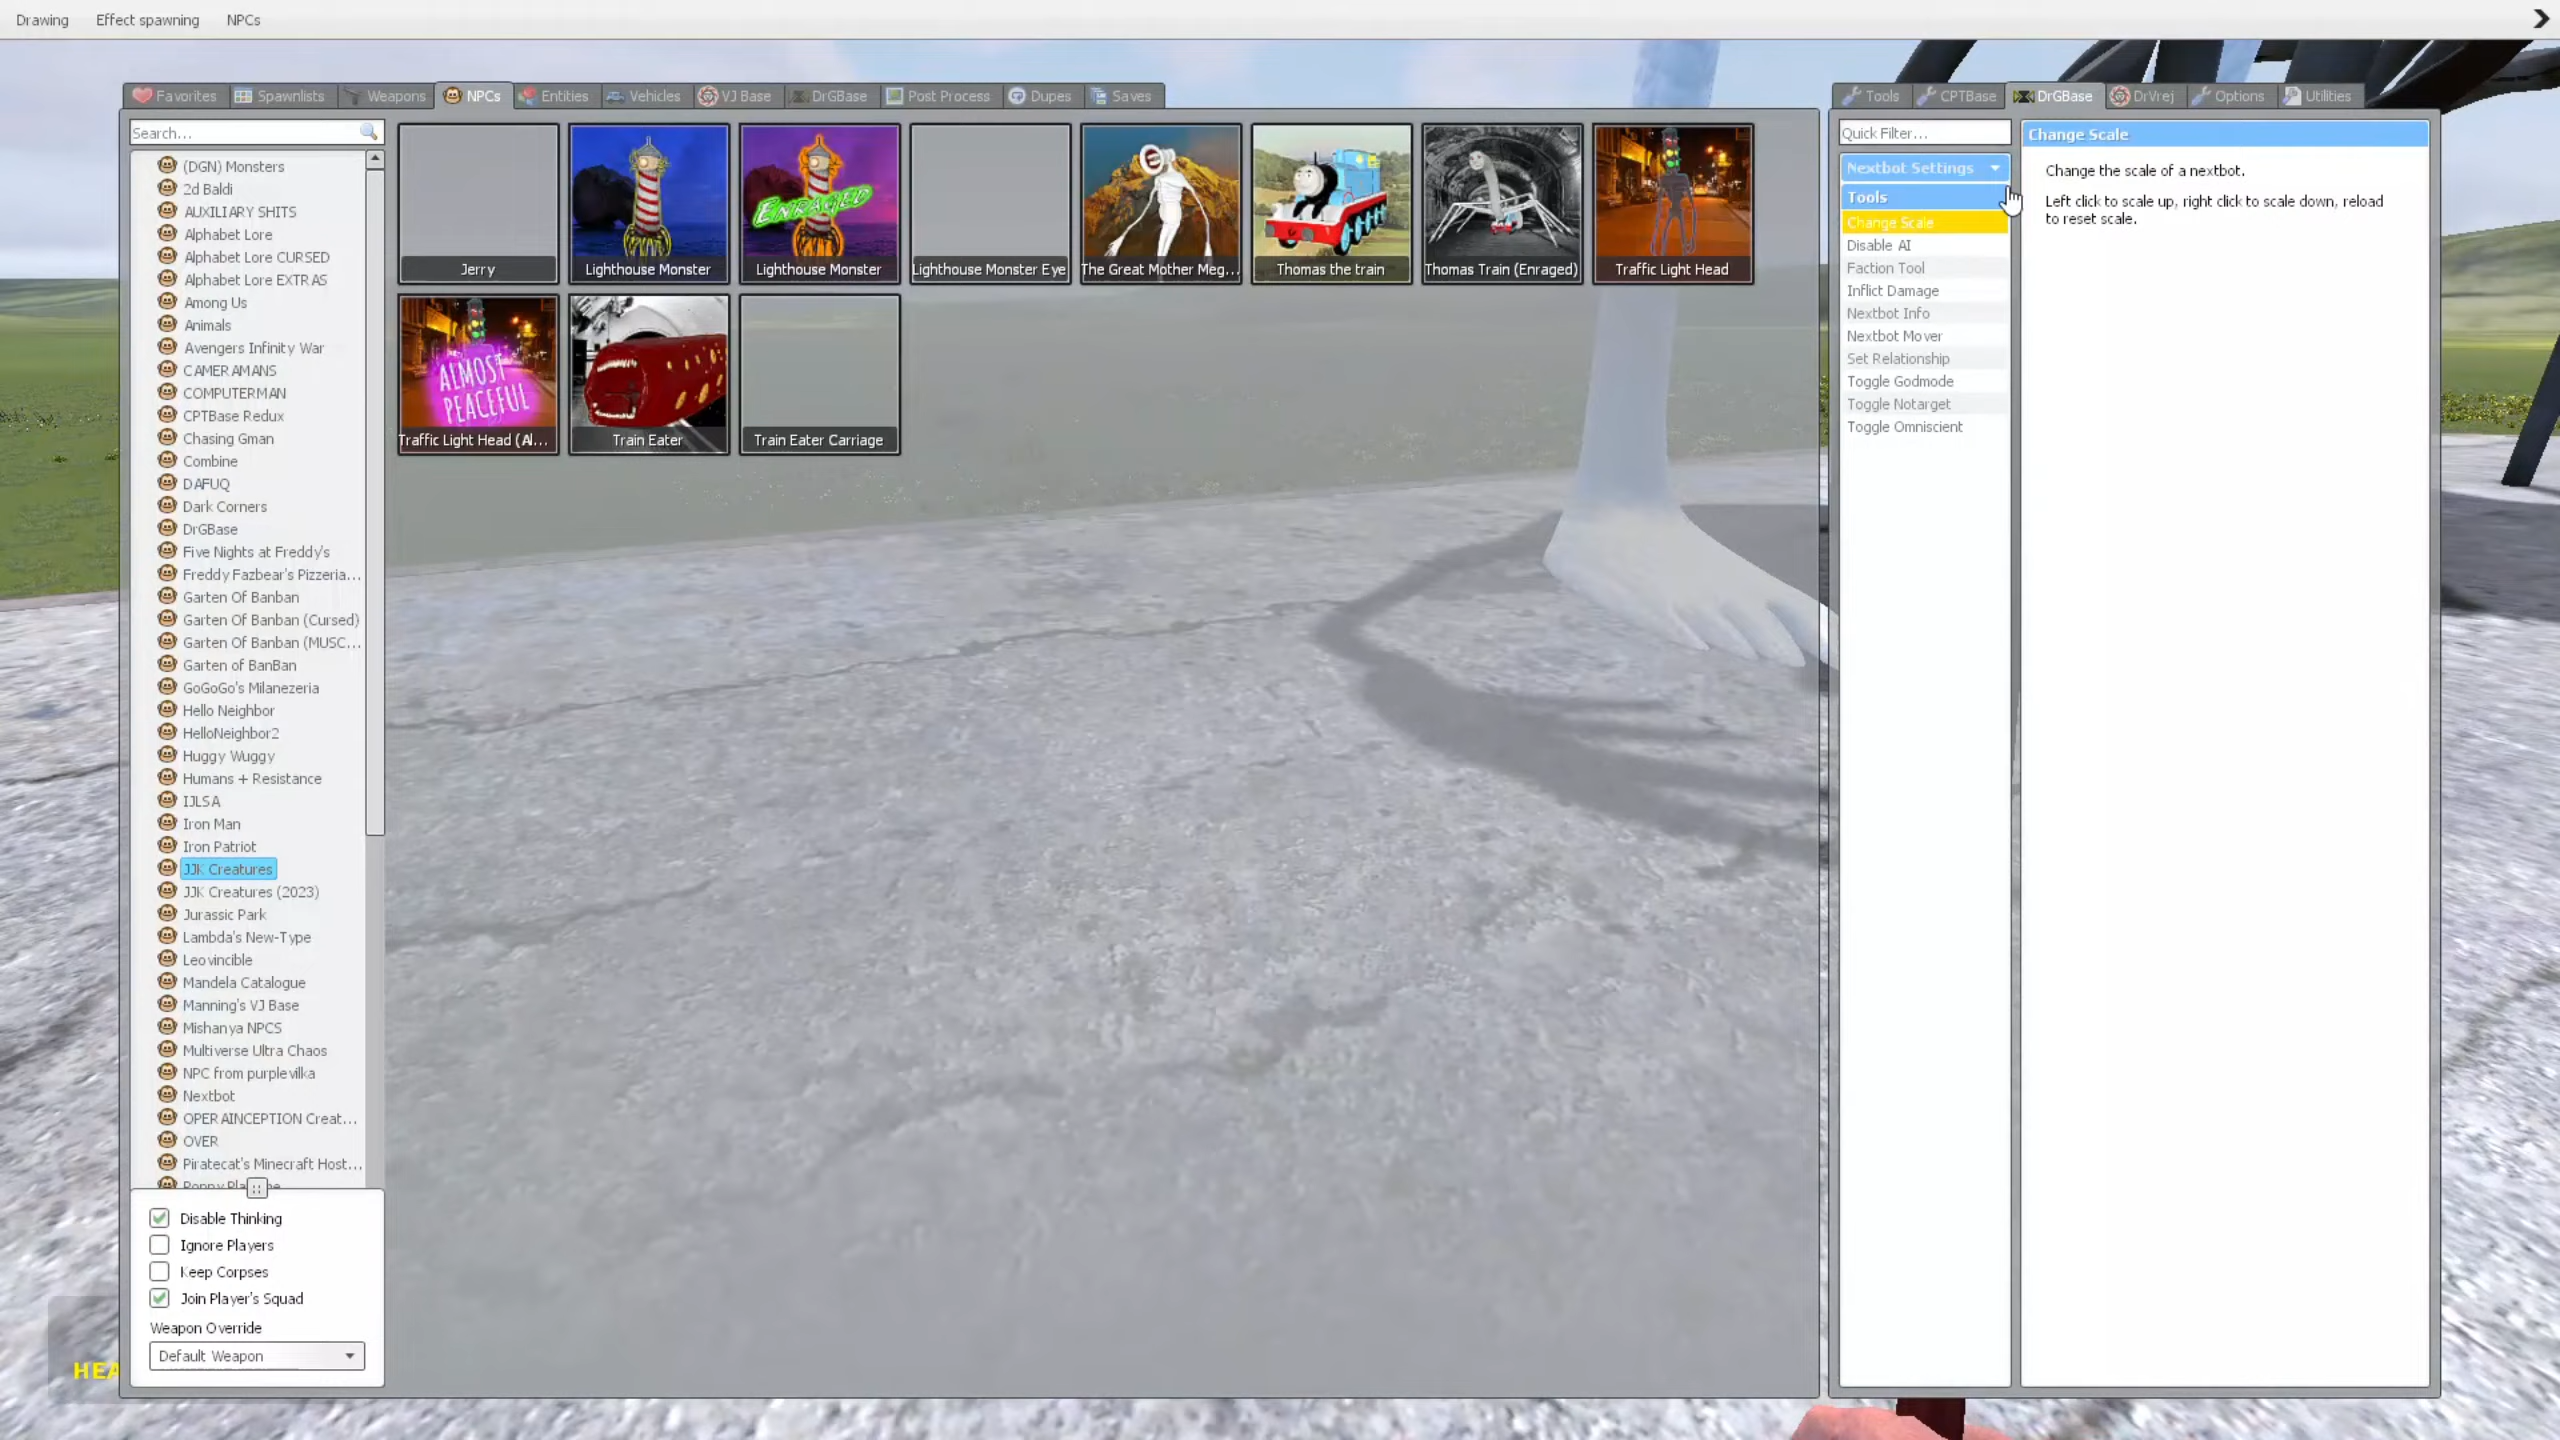 Drawing Effect spawning NPCs
Favorites Spawnlists Weapons NPCs Entities Vehicles VJ Base DrGBase Post Process Dupes Saves
Search...
(DGN) Monsters
2d Baldi
AUXILIARY SHITS
Alphabet Lore
Alphabet Lore CURSED
Alphabet Lore EXTRAS
Among Us
Animals
Avengers Infinity War
CAMERAMANS
COMPUTERMAN
CPTBase Redux
Chasing Gman
Combine
DAFUQ
Dark Corners
DrGBase
Five Nights at Freddy's
Freddy Fazbear's Pizzeria...
Garten Of Banban
Garten Of Banban (Cursed)
Garten Of Banban (MUSC...
Garten of BanBan
GoGoGo's Milanezeria
Hello Neighbor
HelloNeighbor2
Huggy Wuggy
Humans + Resistance
IJLSA
Iron Man
Iron Patriot
JJK Creatures
JJK Creatures (2023)
Jurassic Park
Lambda's New-Type
Leovincible
Mandela Catalogue
Manning's VJ Base
Mishanya NPCS
Multiverse Ultra Chaos
NPC from purplevilka
Nextbot
OPERAINCEPTION Creat...
OVER
Piratecat's Minecraft Host...
Disable Thinking
Ignore Players
Keep Corpses
Join Player's Squad
Weapon Override
Default Weapon
HEA
Jerry
Lighthouse Monster
ENRAGED
Lighthouse Monster
Lighthouse Monster Eye
The Great Mother Meg...
Thomas the train
Thomas Train (Enraged)
Traffic Light Head
ALMOST
PEACEFUL
Traffic Light Head (Al...
Train Eater
Train Eater Carriage
Tools CPTBase DrGBase DrVrej Options Utilities
Quick Filter...
Nextbot Settings
Tools
Change Scale
Disable AI
Faction Tool
Inflict Damage
Nextbot Info
Nextbot Mover
Set Relationship
Toggle Godmode
Toggle Notarget
Toggle Omniscient
Change Scale
Change the scale of a nextbot.
Left click to scale up, right click to scale down, reload
to reset scale.